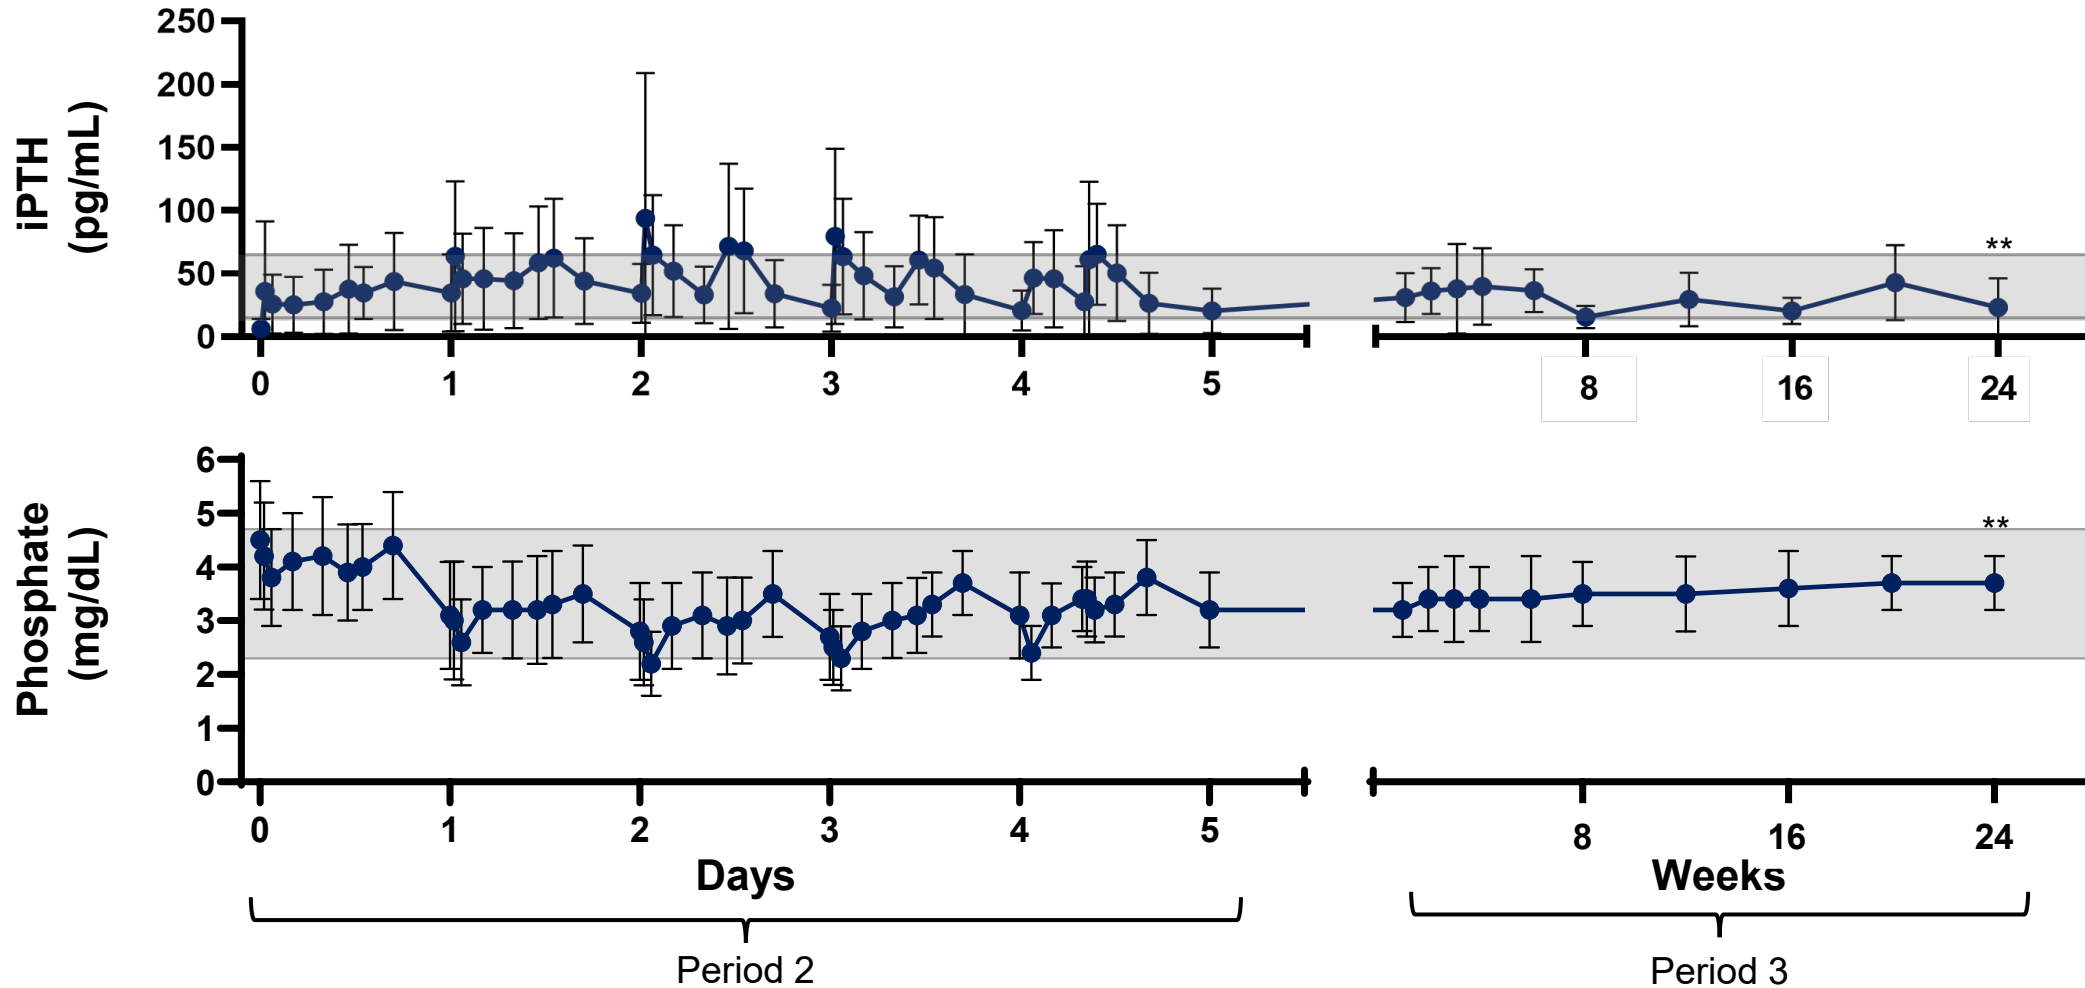 iPTH
(pg/mL)
250
200
150
100
50
0
**
0 1 2 3 4 5 8 16 24
Phosphate
(mg/dL)
6
5
4
3
2
1
0
**
0 1 2 3 4 5 8 16 24
Days Weeks
Period 2 Period 3